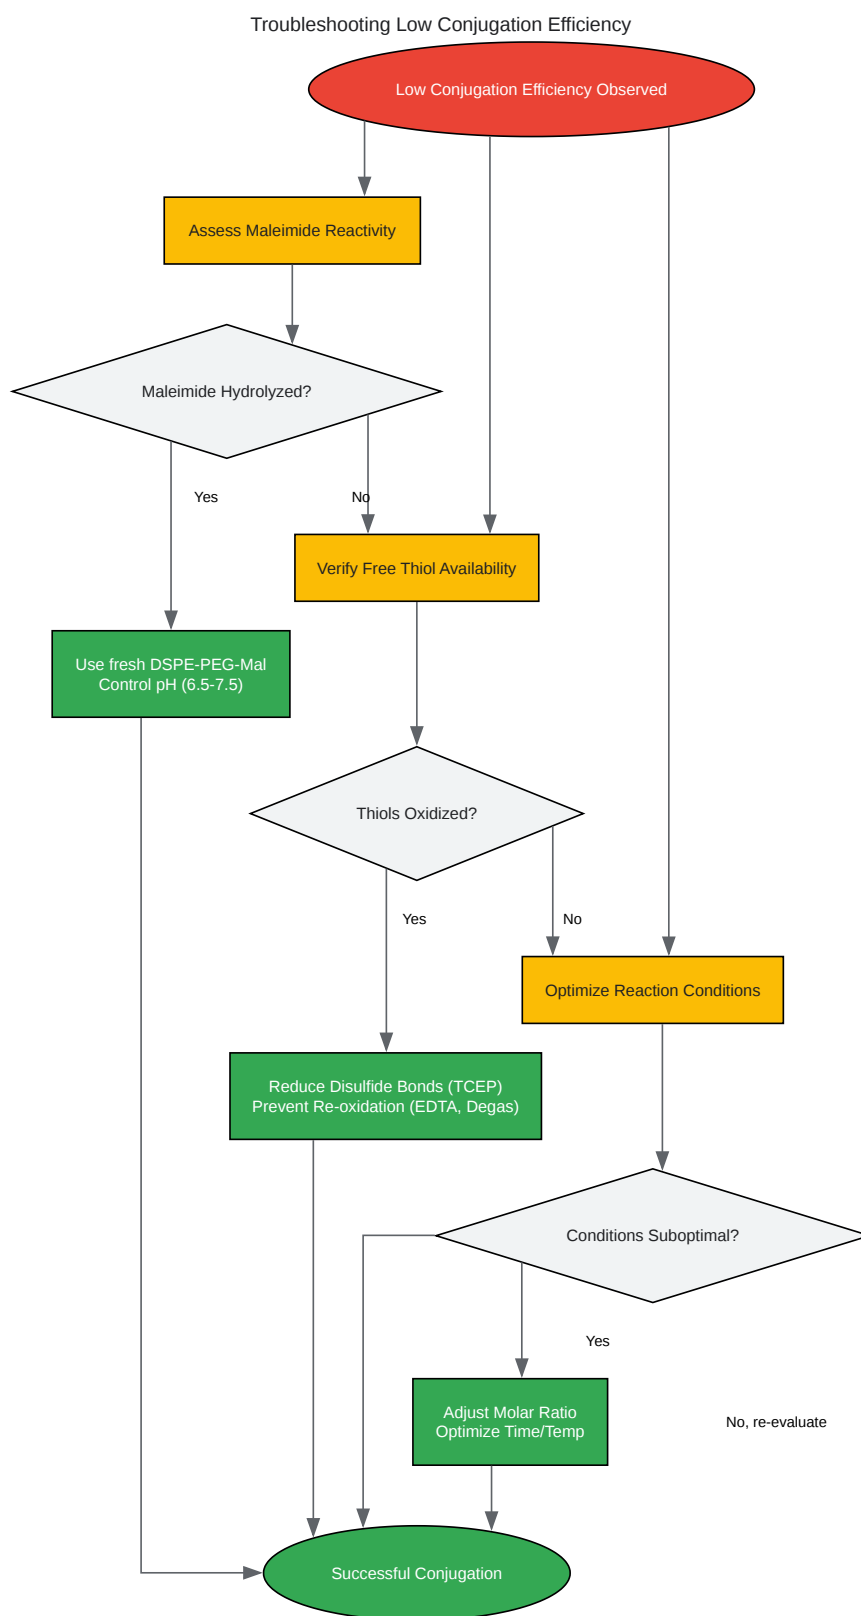 Troubleshooting Low Conjugation Efficiency
Low Conjugation Efficiency Observed
Assess Maleimide Reactivity
Maleimide Hydrolyzed?
Yes
No
Verify Free Thiol Availability
Use fresh DSPE-PEG-Mal
Control pH (6.5-7.5)
Thiols Oxidized?
Yes
No
Optimize Reaction Conditions
Reduce Disulfide Bonds (TCEP)
Prevent Re-oxidation (EDTA, Degas)
Conditions Suboptimal?
Yes
Adjust Molar Ratio
Optimize Time/Temp
No, re-evaluate
Successful Conjugation